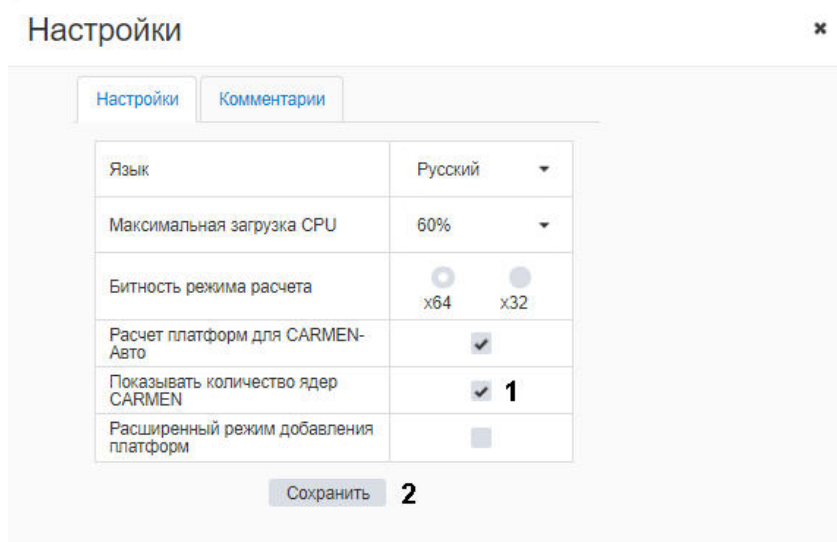 Настройки
Настройки Комментарии
Язык Русский
Максимальная загрузка CPU 60%
Битность режима расчета x64 x32
Расчет платформ для CARMEN-
Авто
Показывать количество ядер
CARMEN 1
Расширенный режим добавления
платформ
Сохранить 2